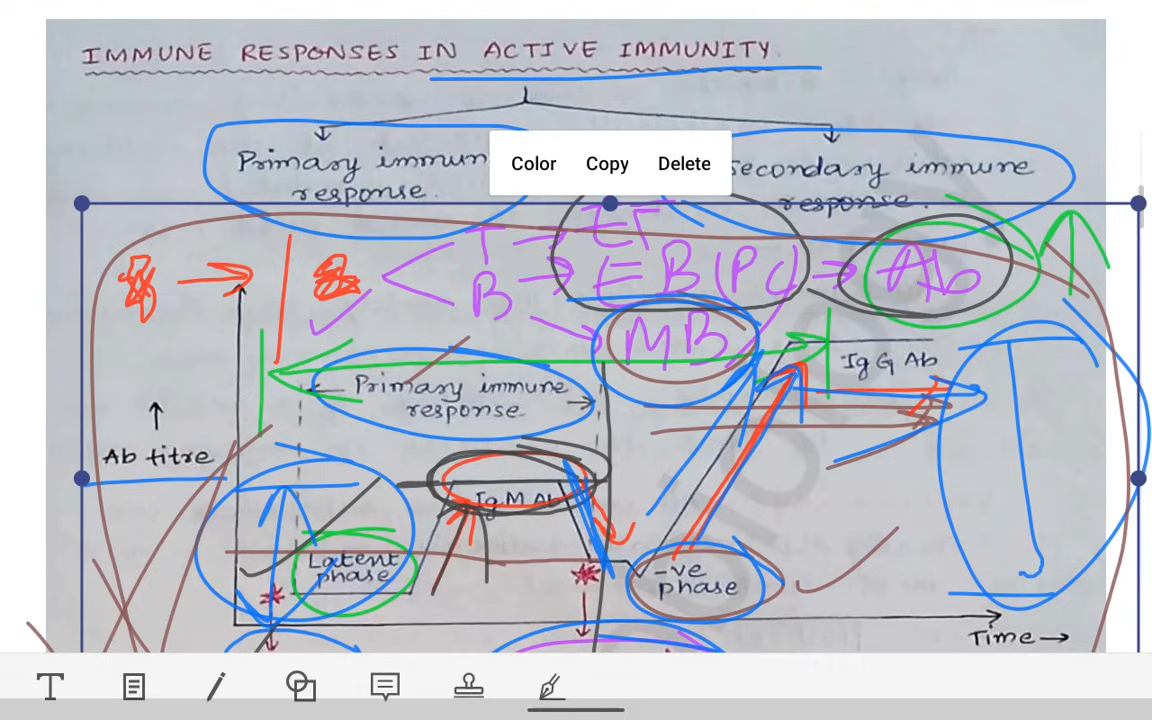 IMMUNE RESPONSES IN ACTIVE IMMUNITY.
Primary immun
response.
Color Copy Delete
Secondary immune
response.
T → EF
B → EB(PC) → Ab
MB
Primary immune
response
IgG Ab
Ab titre
IgM Ab
Latent
phase
-ve
phase
Time →